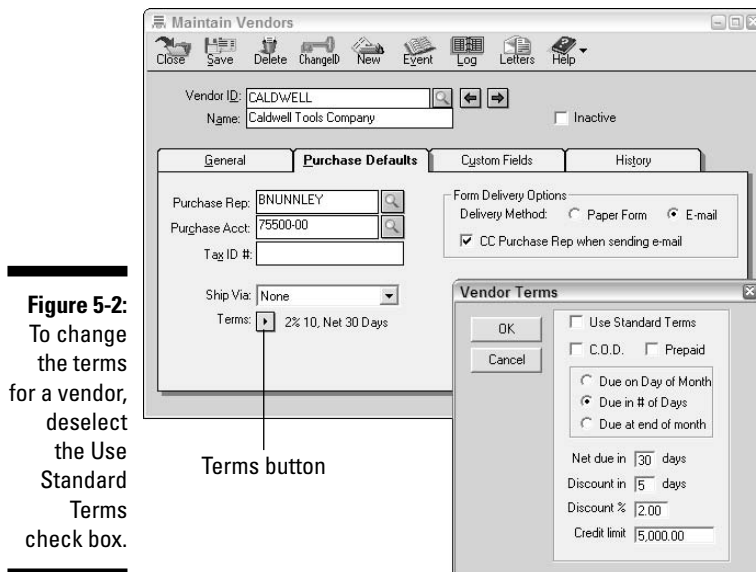 Maintain Vendors
Close Save Delete ChangeID New Event Log Letters Help
Vendor ID: CALDWELL
Name: Caldwell Tools Company
Inactive
General Purchase Defaults Custom Fields History
Purchase Rep: BNUNNLEY
Purchase Acct: 75500-00
Tax ID #:
Ship Via: None
Terms: 2% 10, Net 30 Days
Form Delivery Options
Delivery Method: Paper Form E-mail
CC Purchase Rep when sending e-mail
Vendor Terms
OK
Cancel
Use Standard Terms
C.O.D. Prepaid
Due on Day of Month
Due in # of Days
Due at end of month
Net due in 30 days
Discount in 5 days
Discount % 2.00
Credit limit 5,000.00
Terms button
Figure 5-2:
To change
the terms
for a vendor,
deselect
the Use
Standard
Terms
check box.